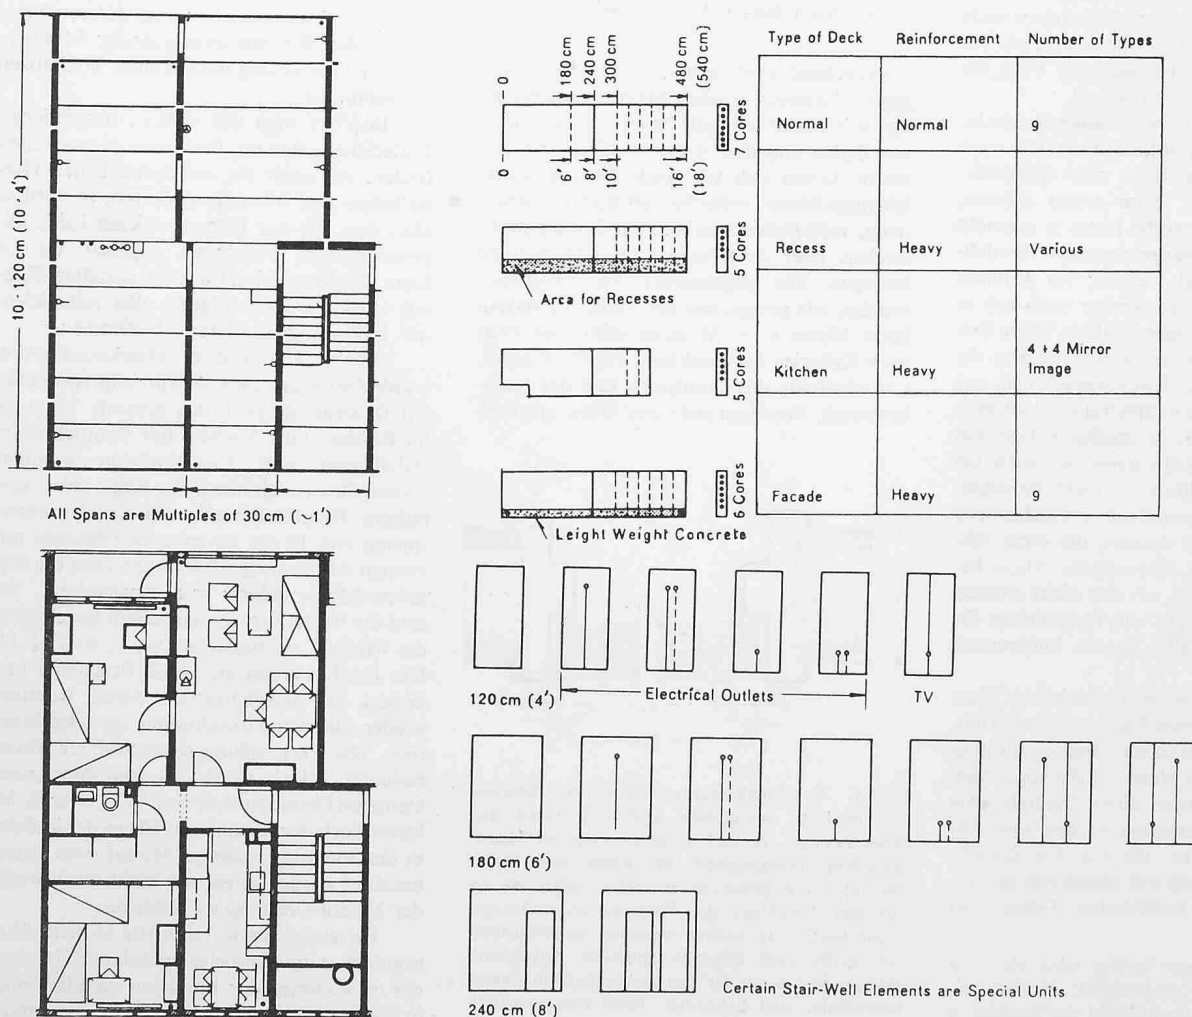 10 · 120cm (10 · 4′)
All Spans are Multiples of 30 cm (~1′)
0
180 cm
240 cm
300 cm
480 cm
(540 cm)
0
6′
8′
10′
16′
(18′)
7 Cores
Area for Recesses
5 Cores
5 Cores
6 Cores
Leight Weight Concrete
Type of Deck Reinforcement Number of Types
Normal Normal 9
Recess Heavy Various
Kitchen Heavy 4 +4 Mirror
Image
Facade Heavy 9
120 cm (4′)
Electrical Outlets
TV
180 cm (6′)
240 cm (8′)
Certain Stair-Well Elements are Special Units